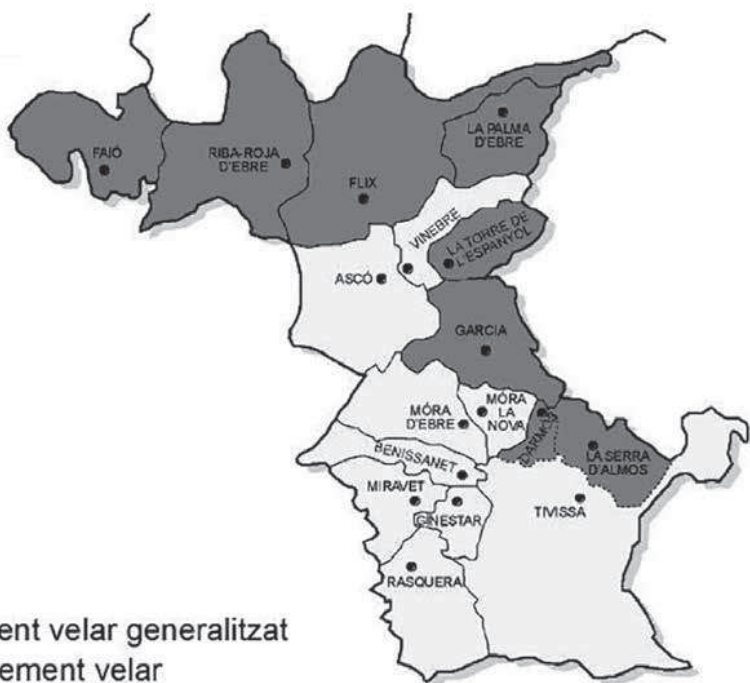 FAIÓ
RIBA-ROJA
D'EBRE
FLIX
LA PALMA
D'EBRE
VINEBRE
LA TORRE DE
L'ESPANYOL
ASCÓ
GARCIA
MÓRA
D'EBRE
MÓRA
LA
NOVA
DARMÓS
LA SERRA
D'ALMOS
BENISSANET
MIRAVET
GINESTAR
TIVISSA
RASQUERA
ent velar generalitzat
ement velar